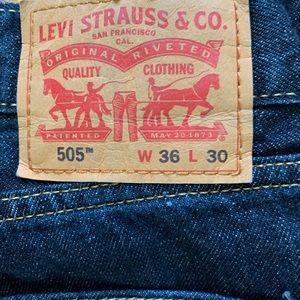 LEVI STRAUSS & CO.
SAN FRANCISCO
CAL.
ORIGINAL RIVETED
QUALITY CLOTHING
PATENTED MAY 20 1873
505™ W 36 L 30